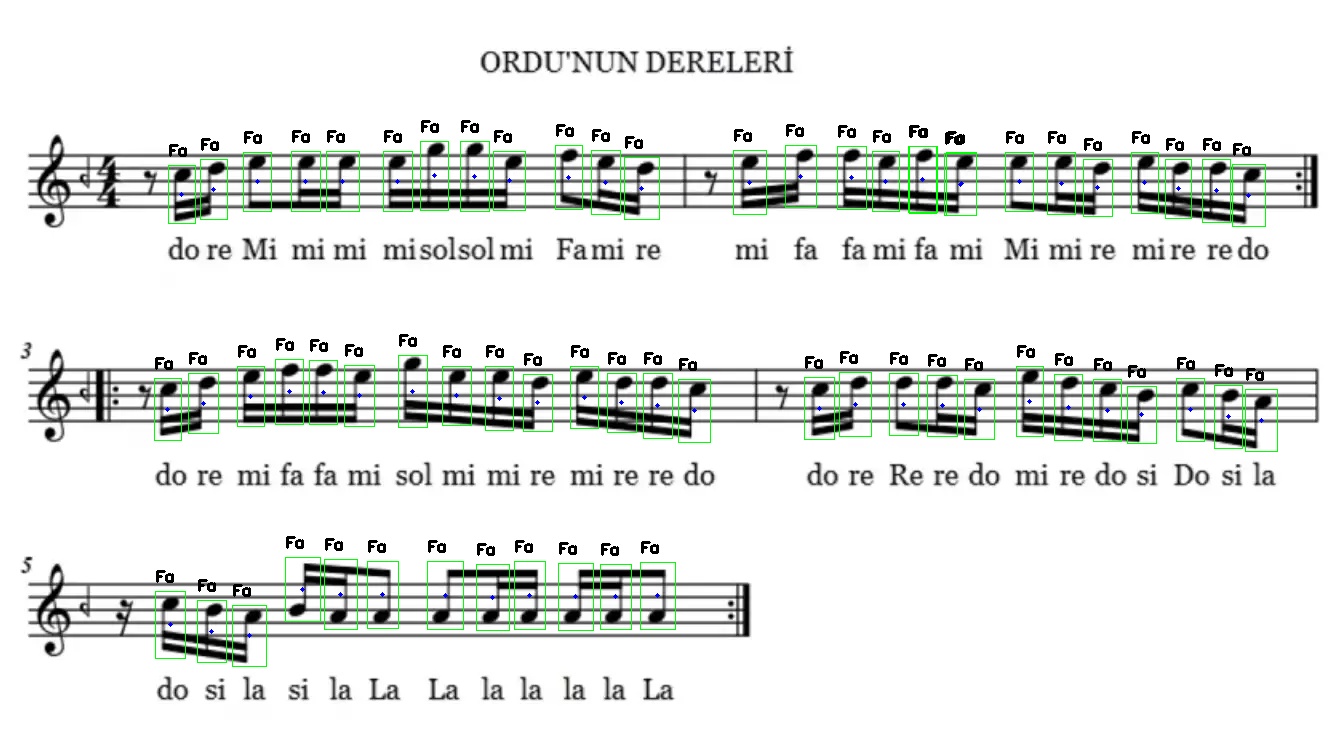 ORDU'NUN DERELERİ
Fa Fa Fa Fa Fa Fa Fa Fa Fa Fa Fa Fa Fa Fa Fa Fa Fa Fa Fa Fa Fa Fa Fa Fa Fa
4
4
do re Mi mi mi mi sol sol mi Fa mi re mi fa fa mi fa mi Mi mi re mi re re do
3 Fa Fa Fa Fa Fa Fa Fa Fa Fa Fa Fa Fa Fa Fa Fa Fa Fa Fa Fa Fa Fa Fa Fa Fa Fa Fa
do re mi fa fa mi sol mi mi re mi re re do do re Re re do mi re do si Do si la
5 Fa Fa Fa Fa Fa Fa Fa Fa Fa Fa Fa Fa
do si la si la La La la la la la La